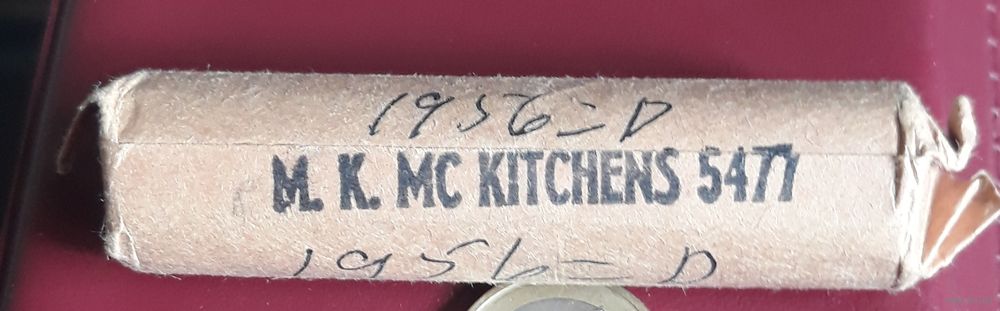 1956=D
M. K. MC KITCHENS 5477
1956=D